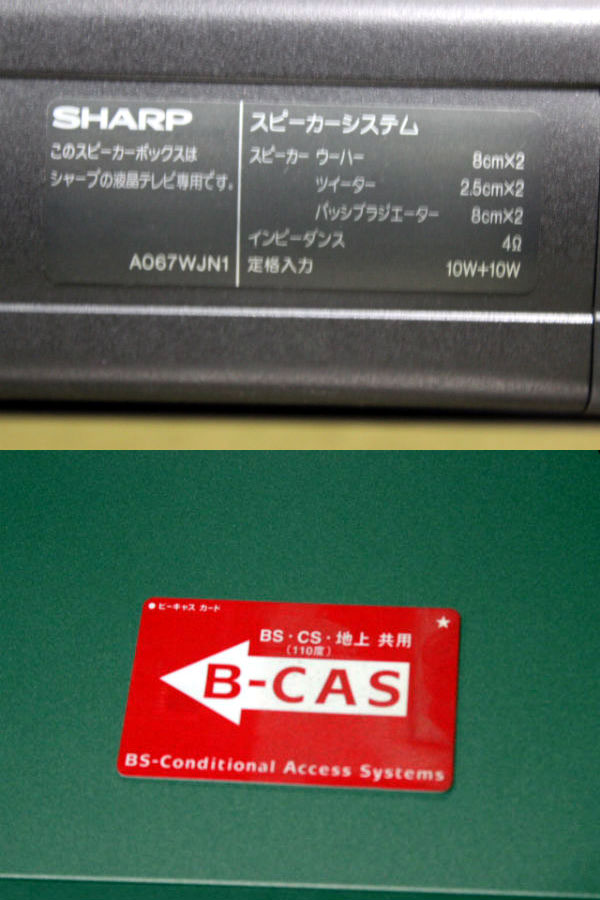 SHARP
このスピーカーボックスは
シャープの液晶テレビ専用です。
A067WJN1
スピーカーシステム
スピーカー ウーハー 8cm×2
ツイーター 2.5cm×2
パッシブラジエーター 8cm×2
インピーダンス 4Ω
定格入力 10W+10W
● ビーキャス カード
★
BS・CS・地上 共用
(110度)
B-CAS
BS-Conditional Access Systems